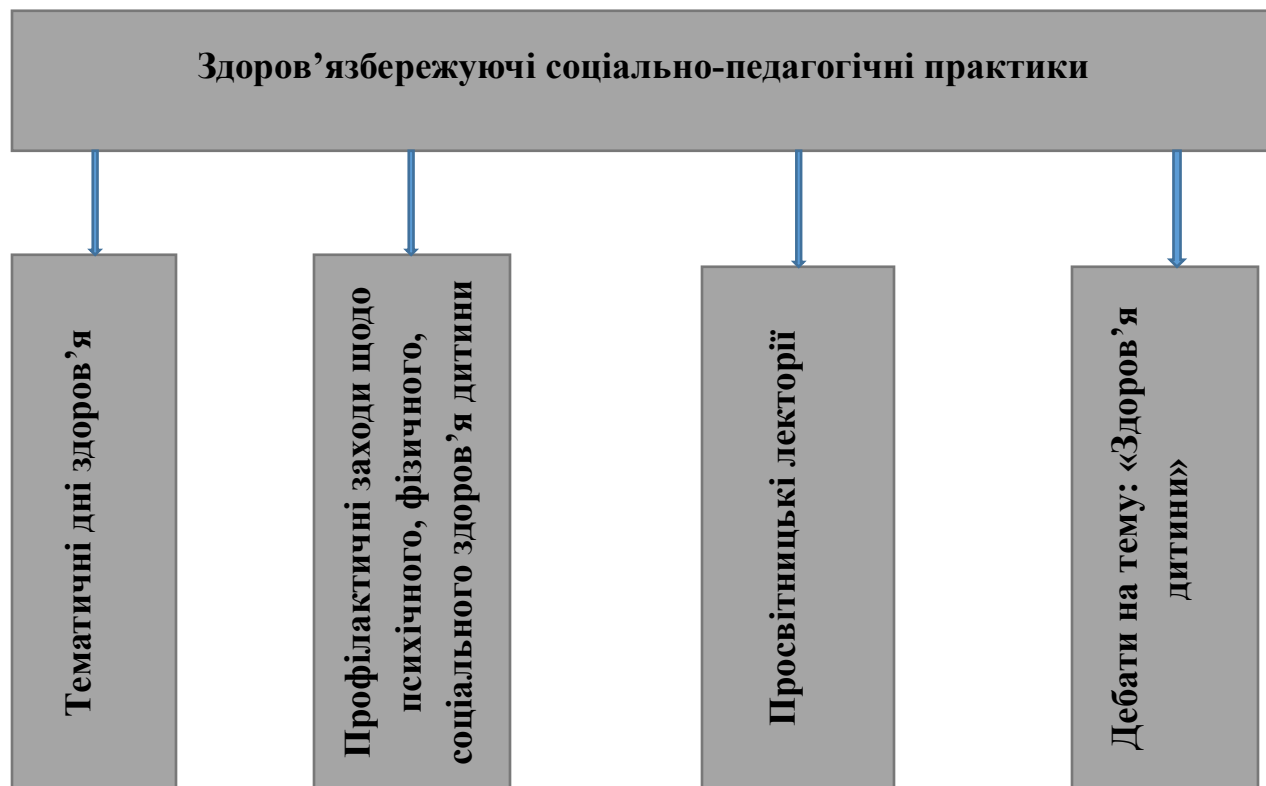 Здоров’язбережуючі соціально-педагогічні практики
Тематичні дні здоров’я
Профілактичні заходи щодо
психічного, фізичного,
соціального здоров’я дитини
Просвітницькі лекторії
Дебати на тему: «Здоров’я
дитини»